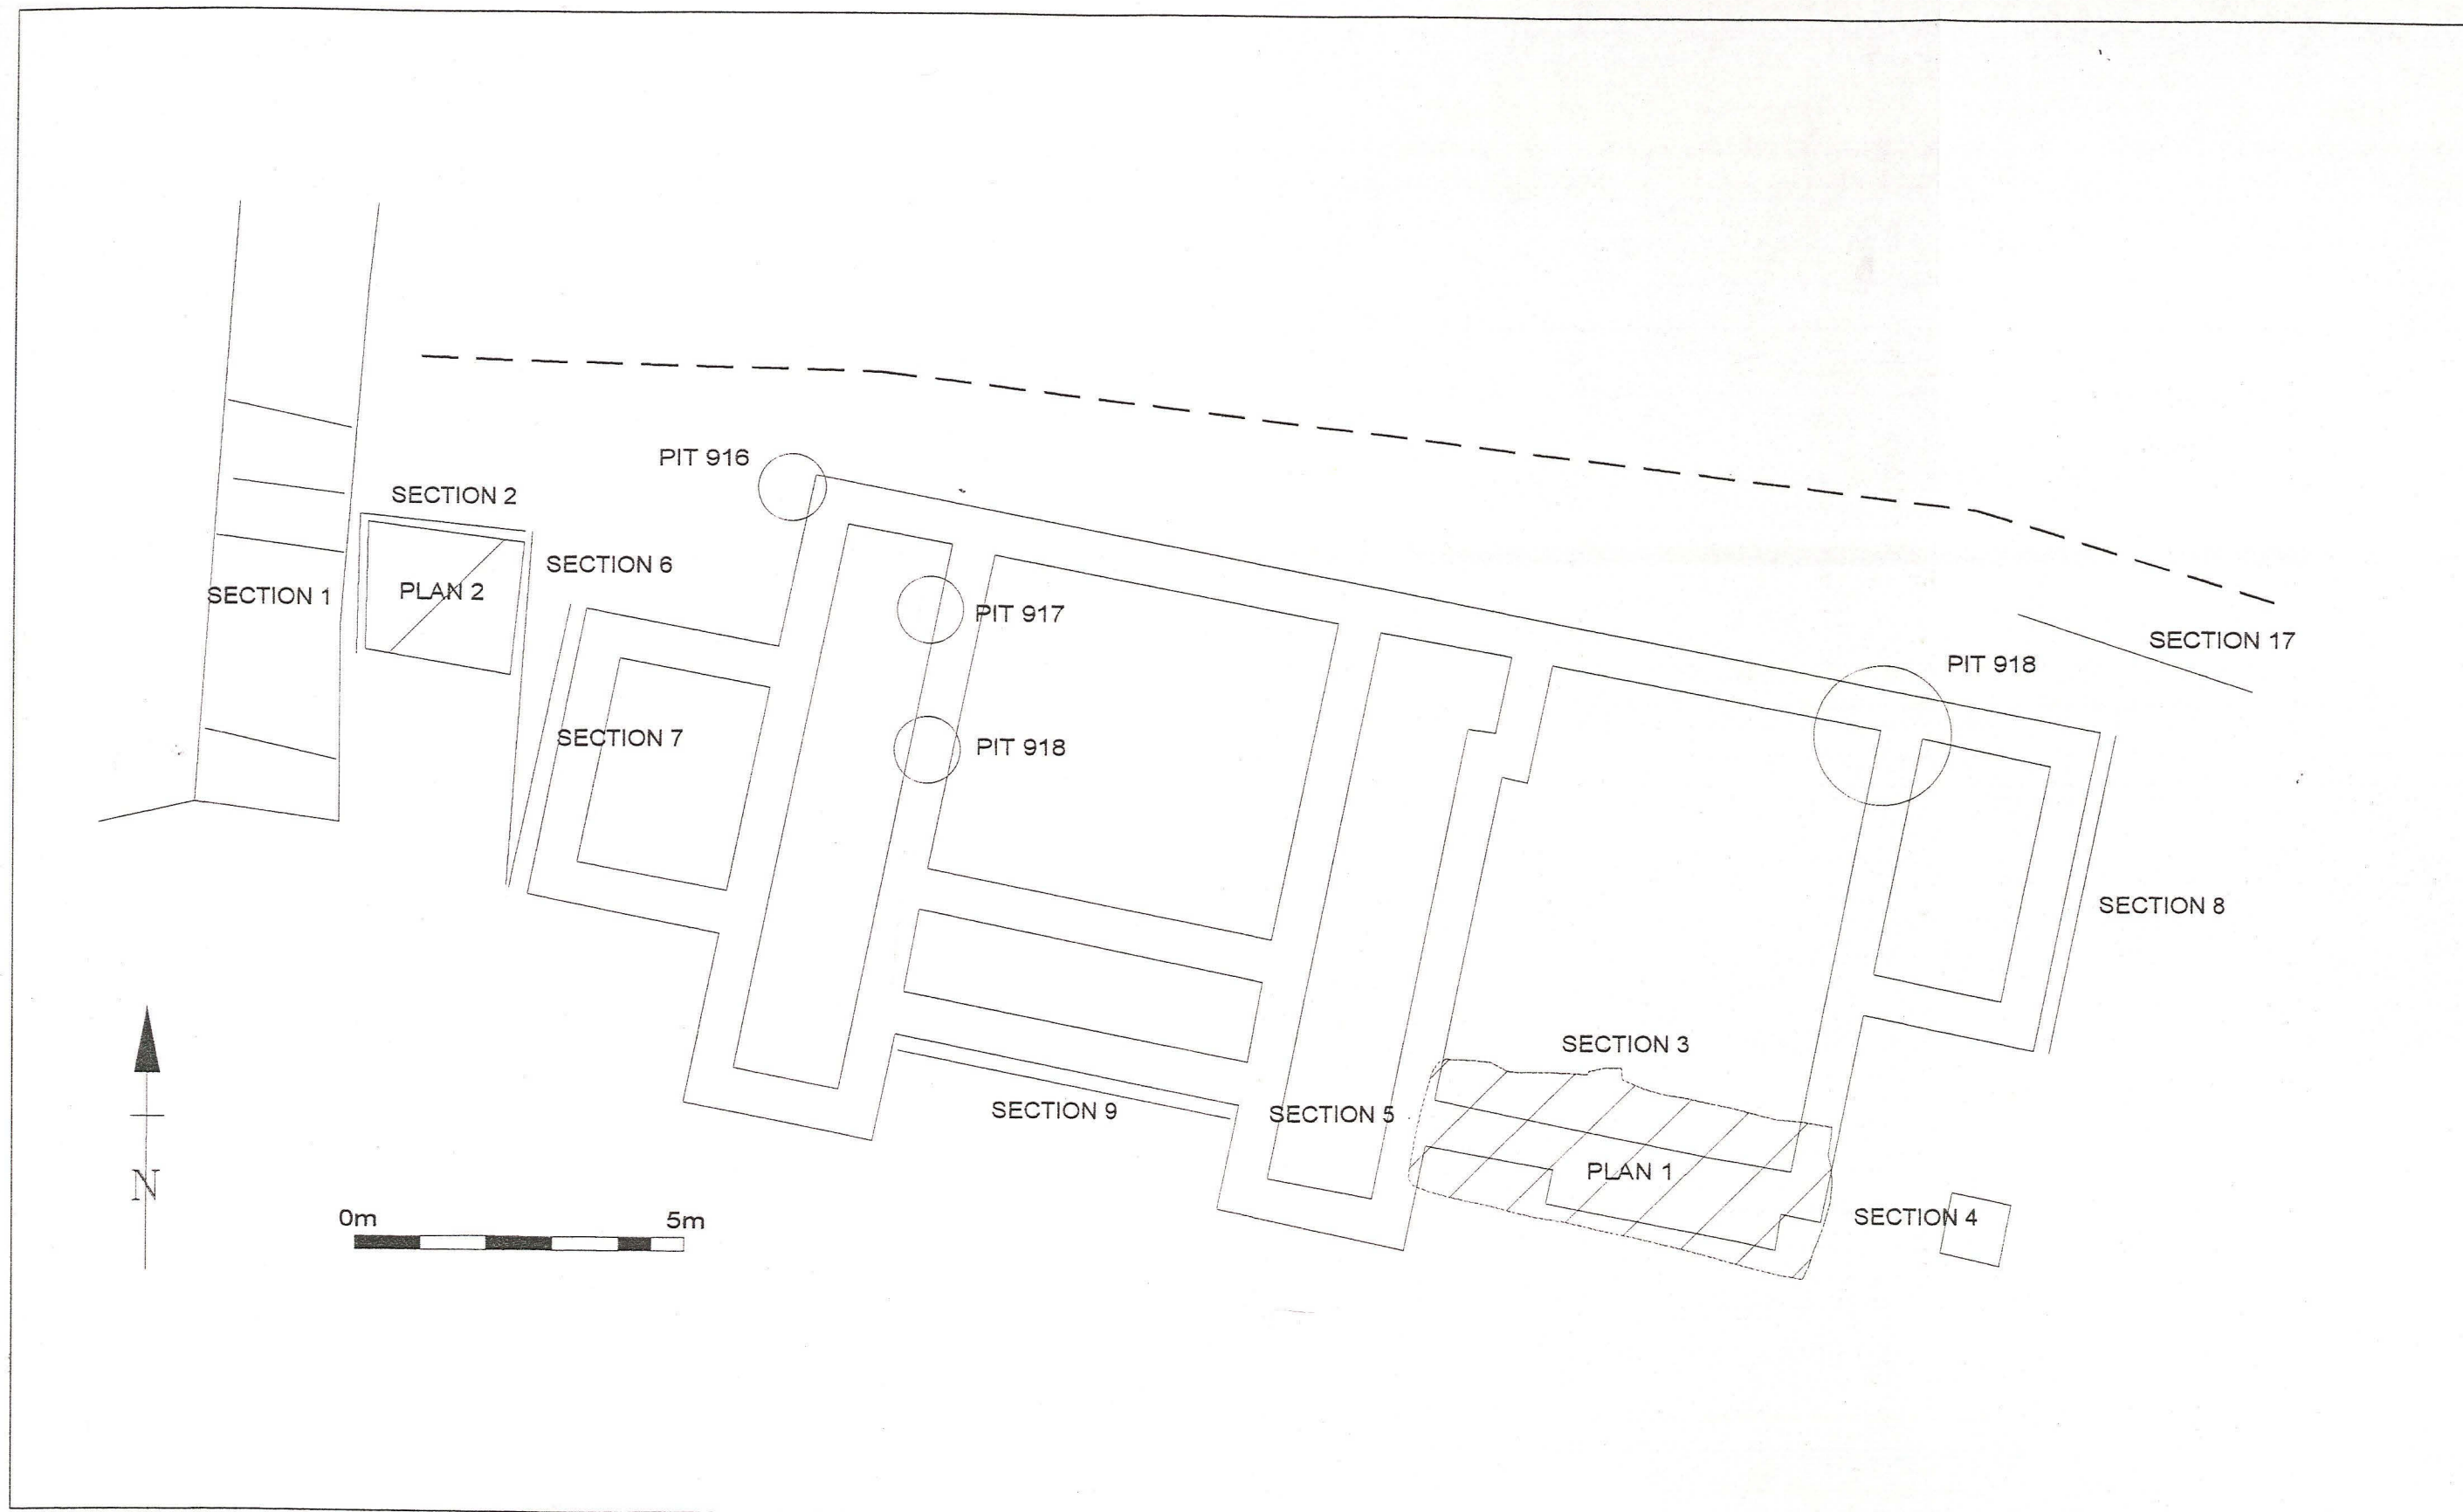 PIT 916
SECTION 2
SECTION 6
PLAN 2
SECTION 1
PIT 917
SECTION 17
PIT 918
SECTION 7
PIT 918
SECTION 8
SECTION 3
SECTION 9
SECTION 5
PLAN 1
N
SECTION 4
0m
5m